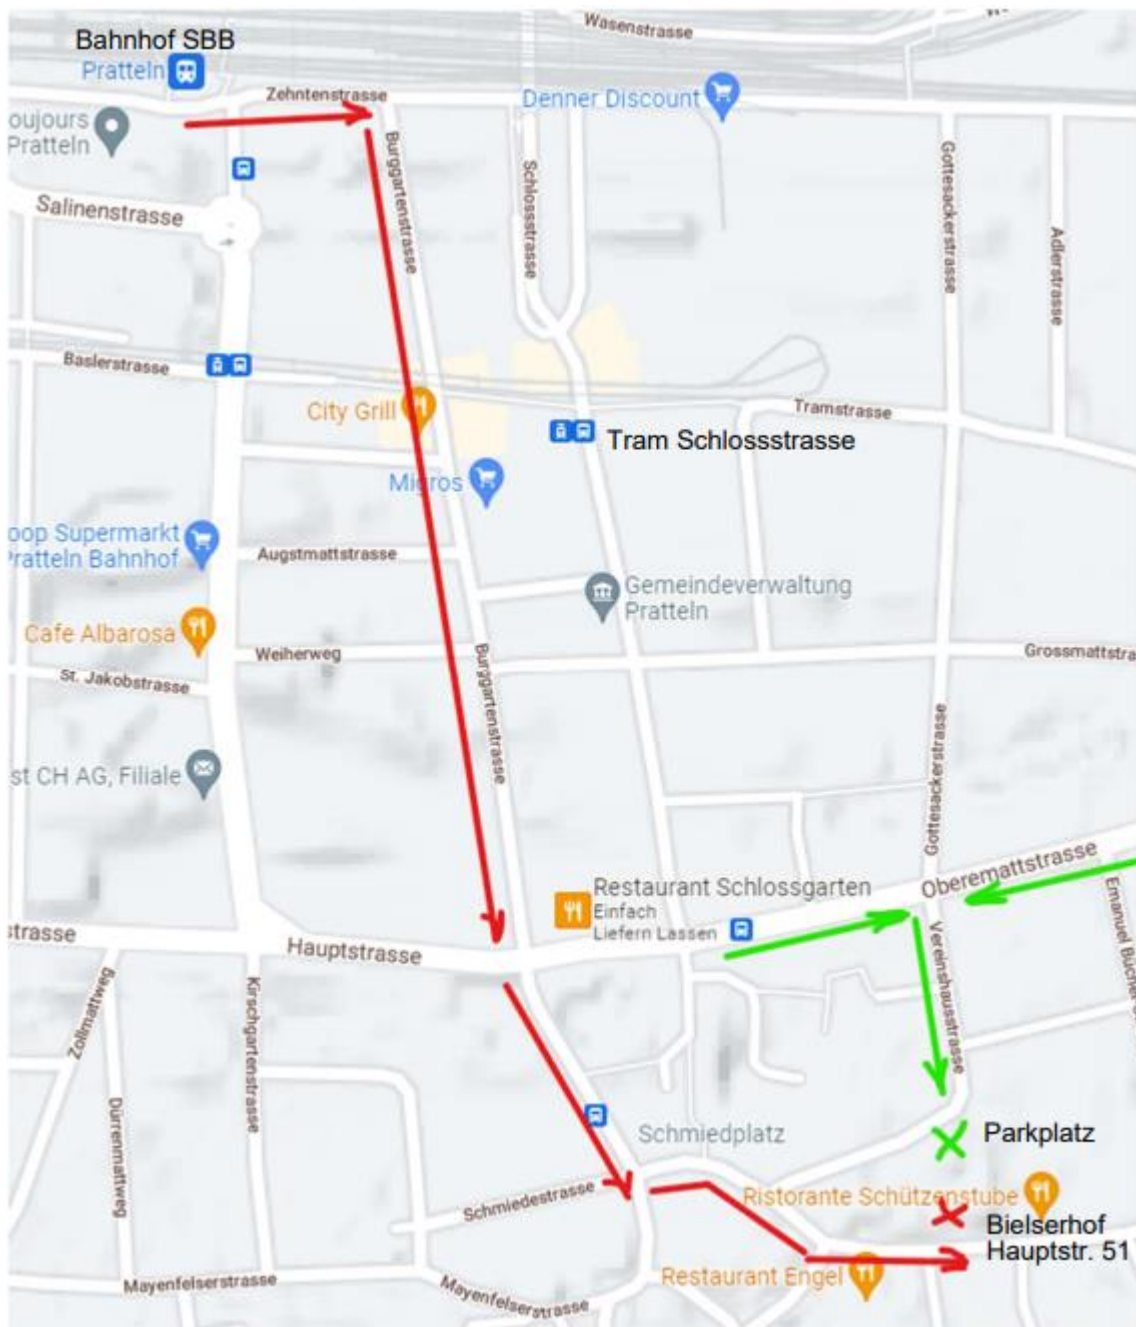 Wasenstrasse
Bahnhof SBB
Pratteln
Zehntenstrasse
Denner Discount
oujours
Pratteln
Burggartenstrasse
Schlossstrasse
Gottesackerstrasse
Adlerstrasse
Salinenstrasse
Baslerstrasse
City Grill
Tramstrasse
Tram Schlossstrasse
Migros
oop Supermarkt
Pratteln Bahnhof
Augstmattstrasse
Gemeindeverwaltung
Pratteln
Cafe Albarosa
Weiherweg
Burggartenstrasse
Grossmattstra
St. Jakobstrasse
st CH AG, Filiale
Gottesackerstrasse
Oberemattstrasse
Restaurant Schlossgarten
Einfach
Liefern Lassen
strasse
Hauptstrasse
Vereinshausstrasse
Emanuel Büchel
Zollmattweg
Kirschgartenstrasse
Dürrenmattweg
Schmiedplatz
Parkplatz
Schmiedestrasse
Ristorante Schützenstube
Bielserhof
Hauptstr. 51
Restaurant Engel
Mayenfelserstrasse
Mayenfelserstrasse